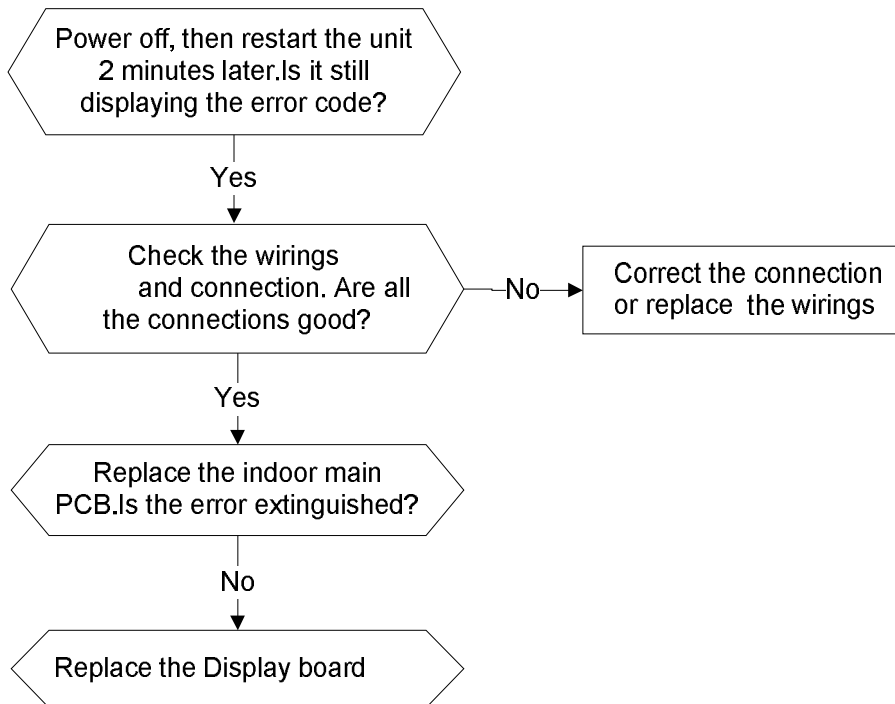 Power off, then restart the unit
2 minutes later.Is it still
displaying the error code?
Yes
Check the wirings
and connection. Are all
the connections good?
No
Correct the connection
or replace the wirings
Yes
Replace the indoor main
PCB.Is the error extinguished?
No
Replace the Display board